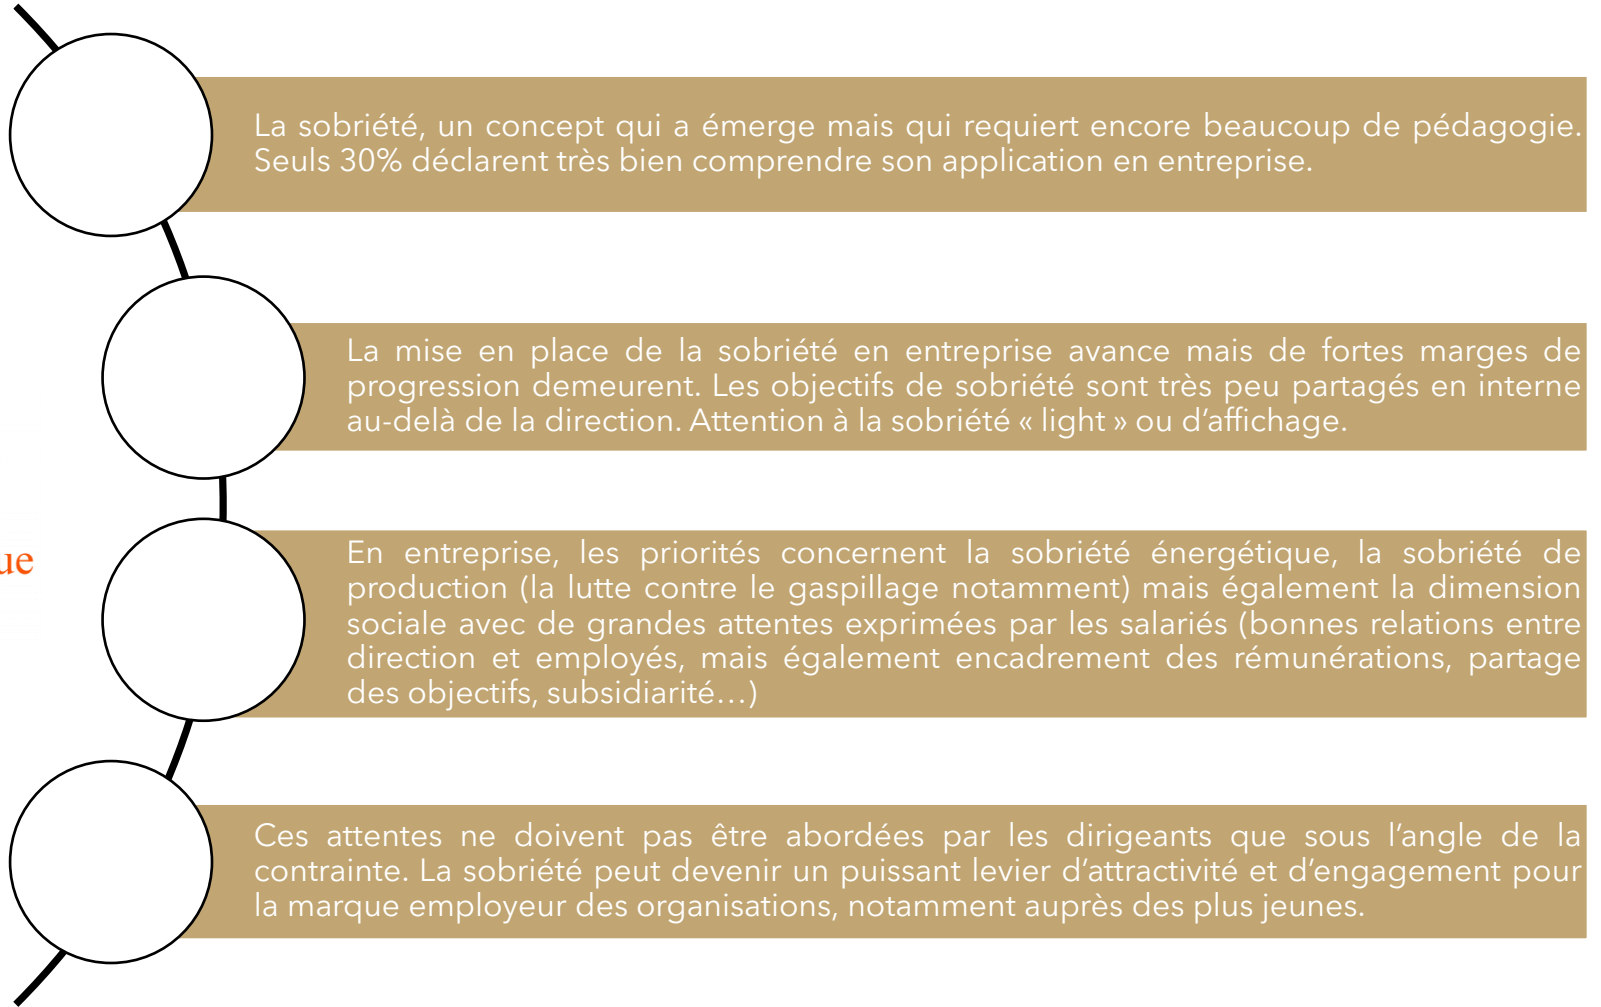 La sobriété, un concept qui a émerge mais qui requiert encore beaucoup de pédagogie.
Seuls 30% déclarent très bien comprendre son application en entreprise.
La mise en place de la sobriété en entreprise avance mais de fortes marges de
progression demeurent. Les objectifs de sobriété sont très peu partagés en interne
au-delà de la direction. Attention à la sobriété « light » ou d’affichage.
ue
En entreprise, les priorités concernent la sobriété énergétique, la sobriété de
production (la lutte contre le gaspillage notamment) mais également la dimension
sociale avec de grandes attentes exprimées par les salariés (bonnes relations entre
direction et employés, mais également encadrement des rémunérations, partage
des objectifs, subsidiarité…)
Ces attentes ne doivent pas être abordées par les dirigeants que sous l’angle de la
contrainte. La sobriété peut devenir un puissant levier d’attractivité et d’engagement pour
la marque employeur des organisations, notamment auprès des plus jeunes.